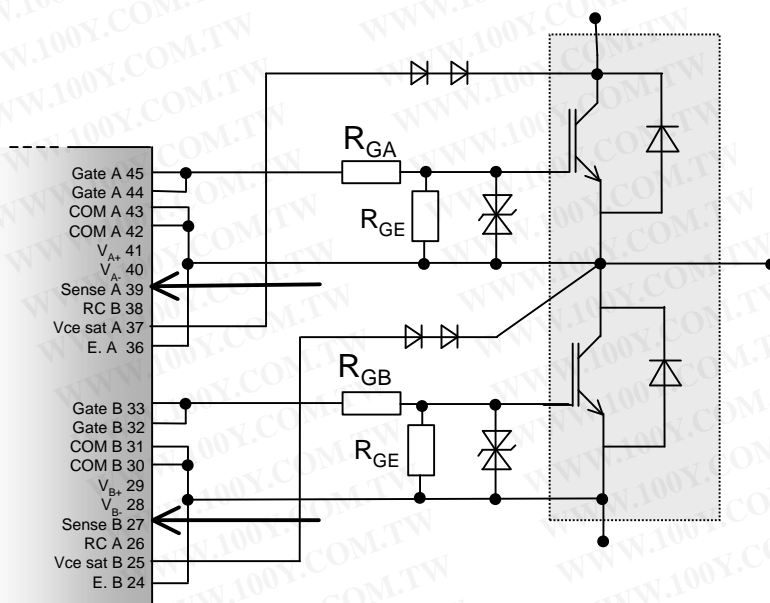 Gate A 45
Gate A 44
COM A 43
COM A 42
VA+ 41
VA- 40
Sense A 39
RC B 38
Vce sat A 37
E. A 36
Gate B 33
Gate B 32
COM B 31
COM B 30
VB+ 29
VB- 28
Sense B 27
RC A 26
Vce sat B 25
E. B 24
RGA
RGE
RGB
RGE
WWW.100Y.COM.TW